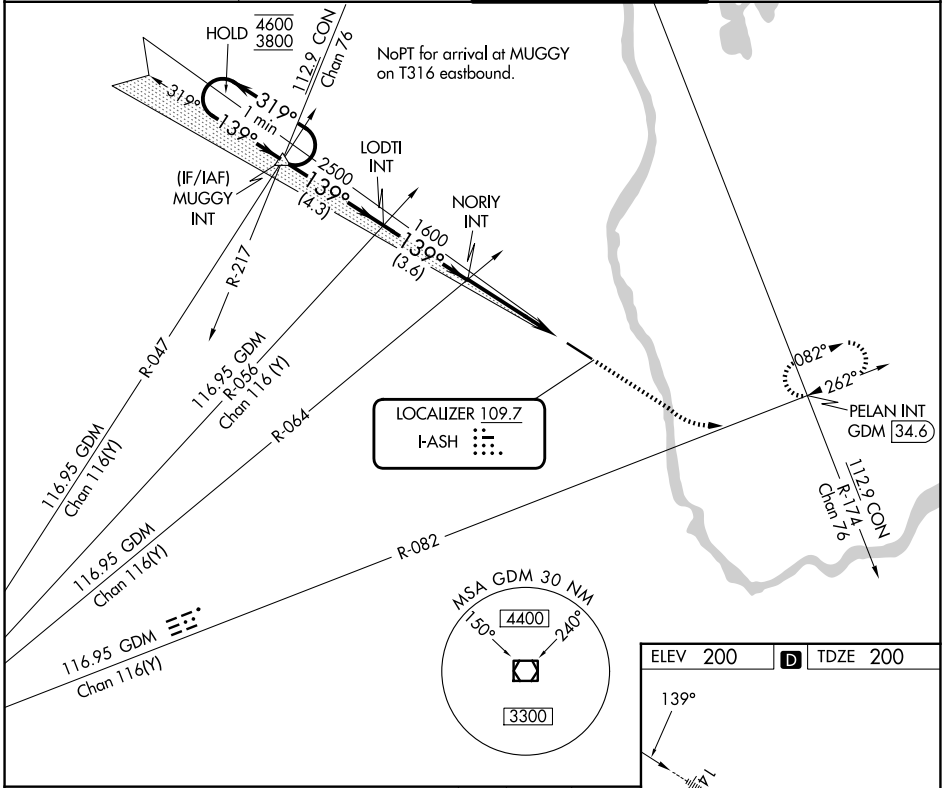 HOLD
4600
3800
112.9 CON
Chan 76
NoPT for arrival at MUGGY
on T316 eastbound.
319°
1 min
319°
139°
(IF/IAF)
MUGGY
INT
2500
139°
(4.3)
LODTI
INT
1600
139°
(3.6)
NORIY
INT
R-217
R-047
116.95 GDM
Chan 116(Y)
116.95 GDM
R-056
Chan 116 (Y)
R-064
116.95 GDM
Chan 116(Y)
LOCALIZER 109.7
I-ASH
082°
262°
PELAN INT
GDM 34.6
112.9 CON
R-174
Chan 76
R-082
116.95 GDM
Chan 116(Y)
MSA GDM 30 NM
150°
4400
240°
3300
ELEV 200
D
TDZE 200
139°
14